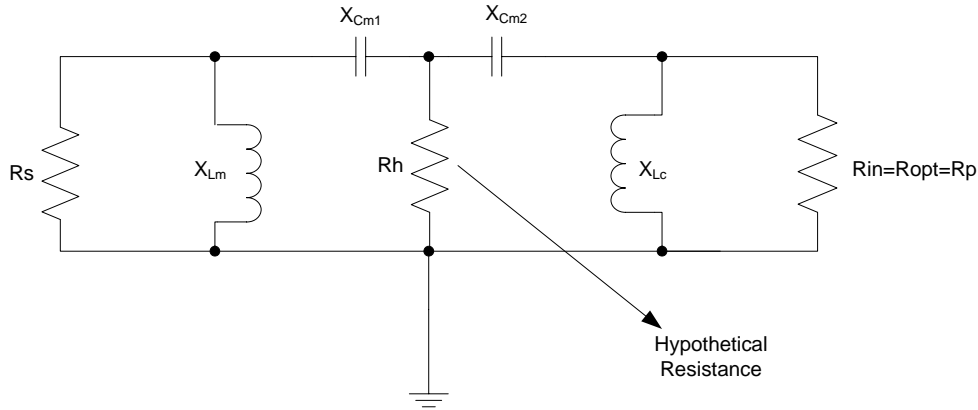 XCm1
XCm2
Rs
XLm
Rh
XLc
Rin=Ropt=Rp
Hypothetical
Resistance